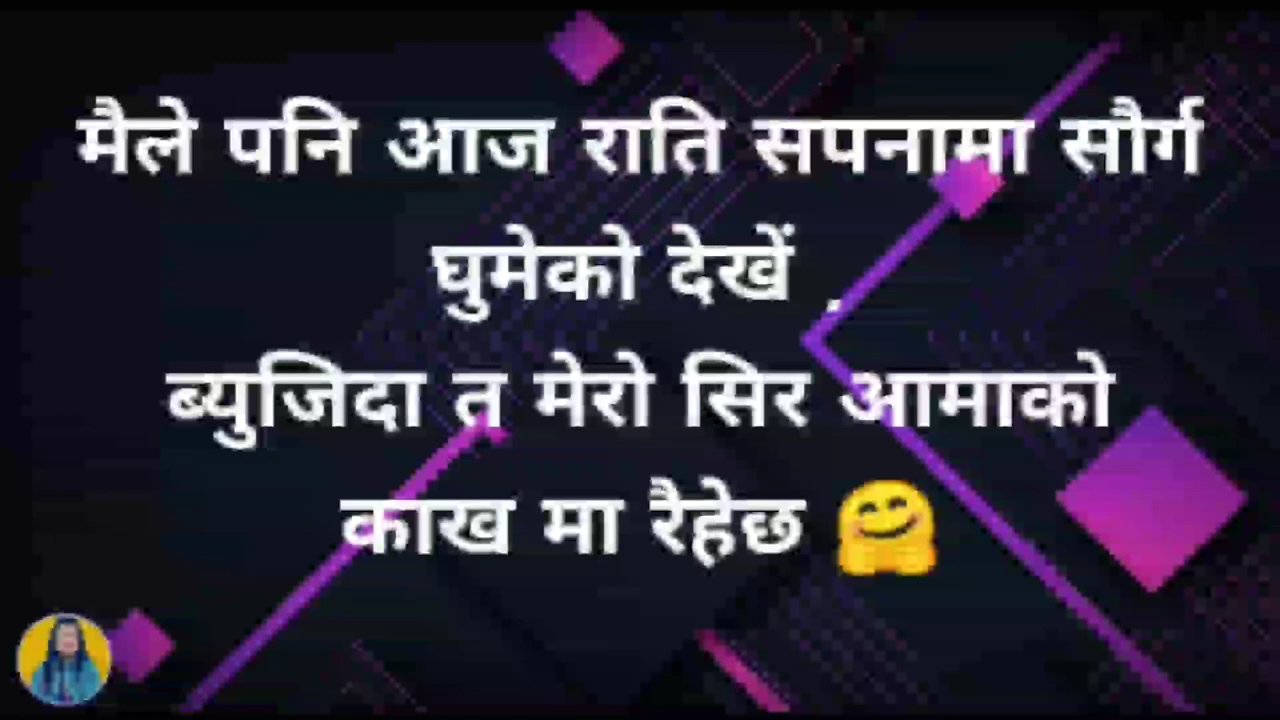 मैले पनि आज राति सपनामा सौर्ग
घुमेको देखें .
ब्युजिदा त मेरो सिर आमाको
काख मा रैहेछ 🤗